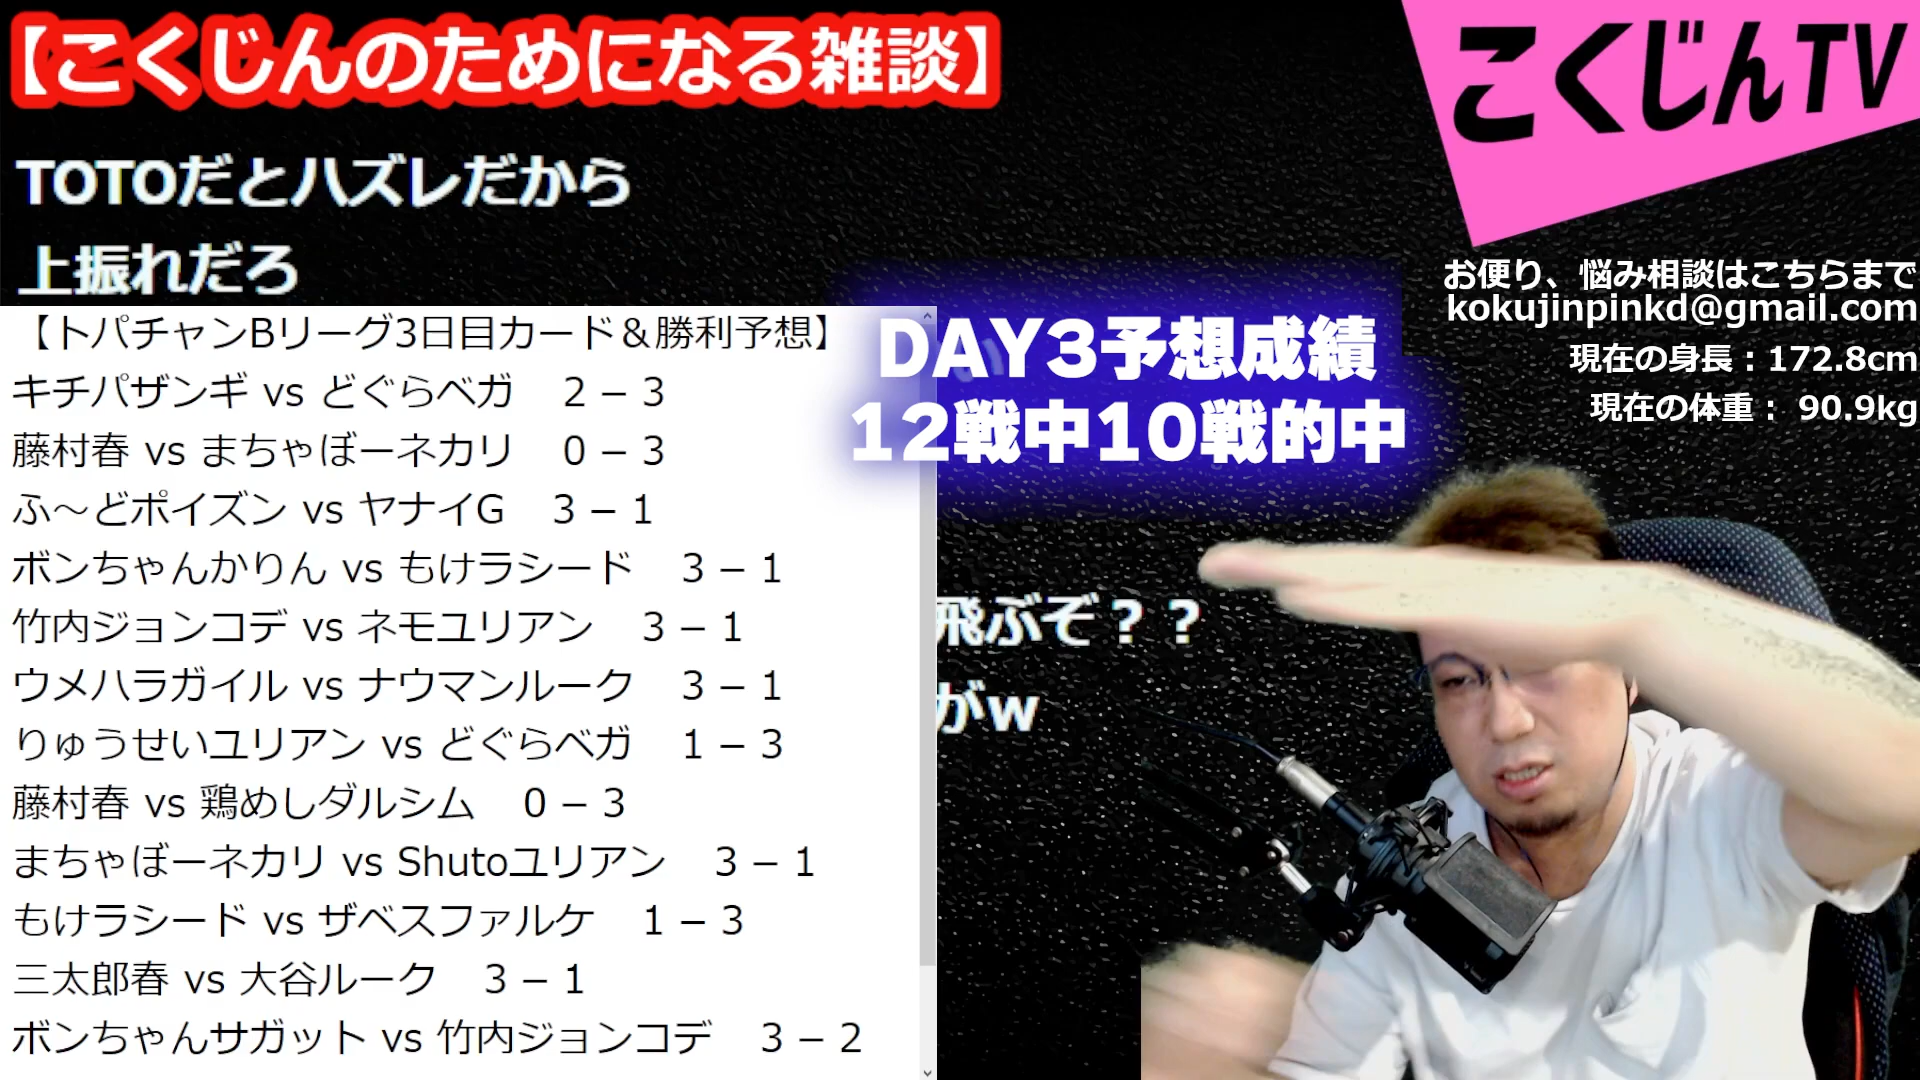 【こくじんのためになる雑談】
こくじんTV
TOTOだとハズレだから
上振れだろ
お便り、悩み相談はこちらまで
kokujinpinkd@gmail.com
現在の身長：172.8cm
現在の体重： 90.9kg
DAY3予想成績
12戦中10戦的中
【トパチャンBリーグ3日目カード＆勝利予想】
キチパザンギ vs どぐらベガ　2 – 3
藤村春 vs まちゃぼーネカリ　0 – 3
ふ～どポイズン vs ヤナイG　3 – 1
ボンちゃんかりん vs もけラシード　3 – 1
竹内ジョンコデ vs ネモユリアン　3 – 1
ウメハラガイル vs ナウマンルーク　3 – 1
りゅうせいユリアン vs どぐらベガ　1 – 3
藤村春 vs 鶏めしダルシム　0 – 3
まちゃぼーネカリ vs Shutoユリアン　3 – 1
もけラシード vs ザベスファルケ　1 – 3
三太郎春 vs 大谷ルーク　3 – 1
ボンちゃんサガット vs 竹内ジョンコデ　3 – 2
飛ぶぞ？？
がw